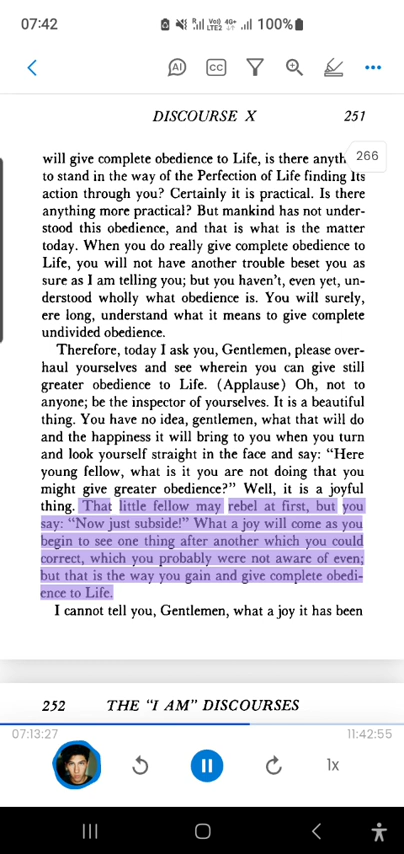 07:42
Vo))
R
LTE2
4G+
100%
AI
CC
DISCOURSE X 251
266
will give complete obedience to Life, is there anyth
to stand in the way of the Perfection of Life finding Its
action through you? Certainly it is practical. Is there
anything more practical? But mankind has not under-
stood this obedience, and that is what is the matter
today. When you do really give complete obedience to
Life, you will not have another trouble beset you as
sure as I am telling you; but you haven't, even yet, un-
derstood wholly what obedience is. You will surely,
ere long, understand what it means to give complete
undivided obedience.
Therefore, today I ask you, Gentlemen, please over-
haul yourselves and see wherein you can give still
greater obedience to Life. (Applause) Oh, not to
anyone; be the inspector of yourselves. It is a beautiful
thing. You have no idea, gentlemen, what that will do
and the happiness it will bring to you when you turn
and look yourself straight in the face and say: "Here
young fellow, what is it you are not doing that you
might give greater obedience?" Well, it is a joyful
thing. That little fellow may rebel at first, but you
say: "Now just subside!" What a joy will come as you
begin to see one thing after another which you could
correct, which you probably were not aware of even;
but that is the way you gain and give complete obedi-
ence to Life.
I cannot tell you, Gentlemen, what a joy it has been
252 THE "I AM" DISCOURSES
07:13:27 11:42:55
1x